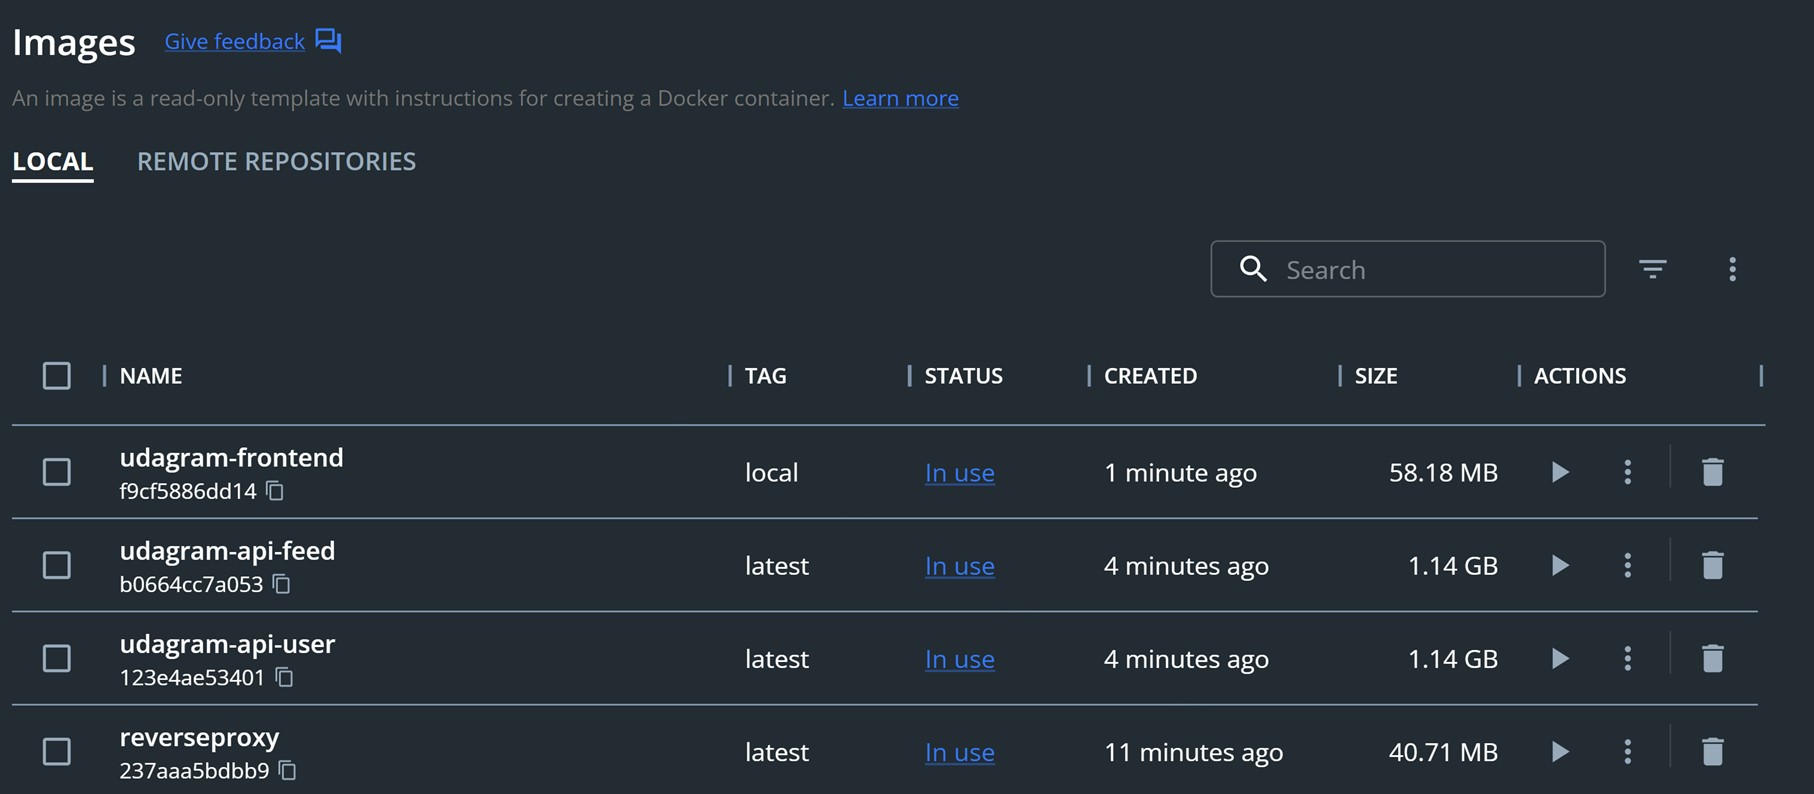 Images Give feedback
An image is a read-only template with instructions for creating a Docker container. Learn more
LOCAL REMOTE REPOSITORIES
Search
NAME TAG STATUS CREATED SIZE ACTIONS
udagram-frontend
f9cf5886dd14
local In use 1 minute ago 58.18 MB
udagram-api-feed
b0664cc7a053
latest In use 4 minutes ago 1.14 GB
udagram-api-user
123e4ae53401
latest In use 4 minutes ago 1.14 GB
reverseproxy
237aaa5bdbb9
latest In use 11 minutes ago 40.71 MB